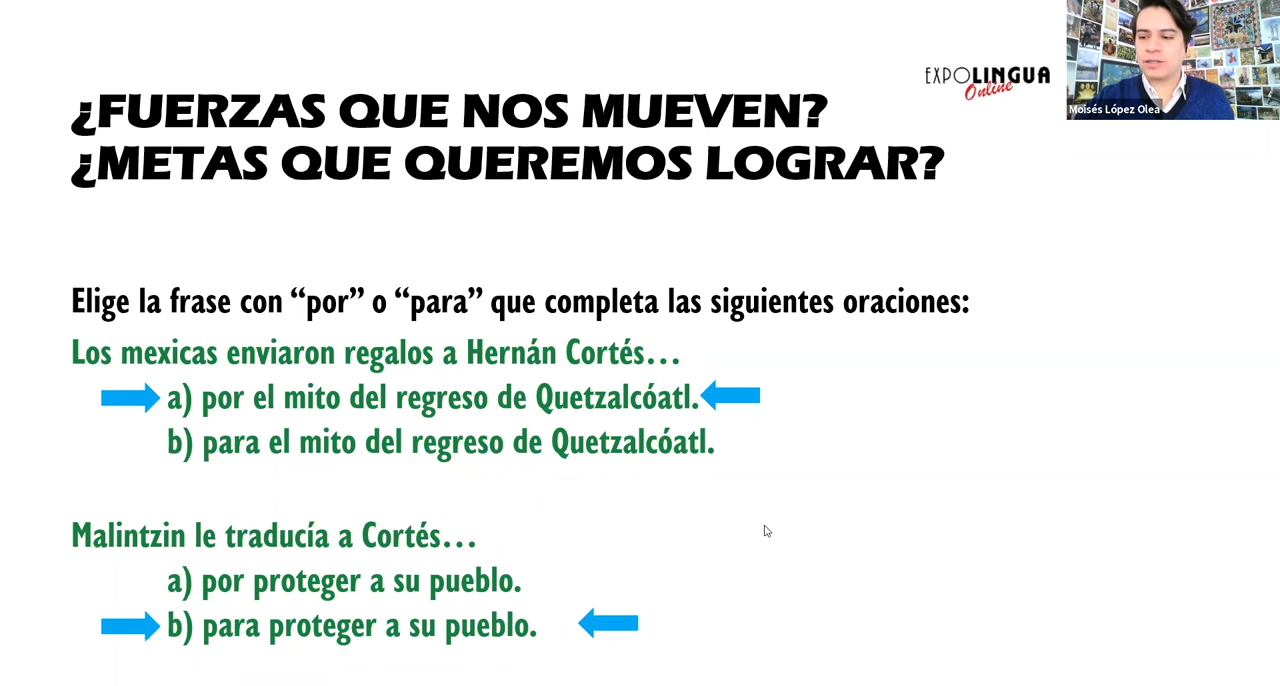 EXPOLINGUA
Online
Moisés López Olea
¿FUERZAS QUE NOS MUEVEN?
¿METAS QUE QUEREMOS LOGRAR?
Elige la frase con “por” o “para” que completa las siguientes oraciones:
Los mexicas enviaron regalos a Hernán Cortés…
a) por el mito del regreso de Quetzalcóatl.
b) para el mito del regreso de Quetzalcóatl.
Malintzin le traducía a Cortés…
a) por proteger a su pueblo.
b) para proteger a su pueblo.